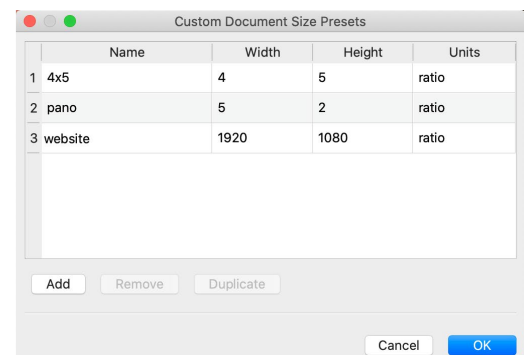 Custom Document Size Presets
Name Width Height Units
1 4x5 4 5 ratio
2 pano 5 2 ratio
3 website 1920 1080 ratio
Add Remove Duplicate
Cancel OK